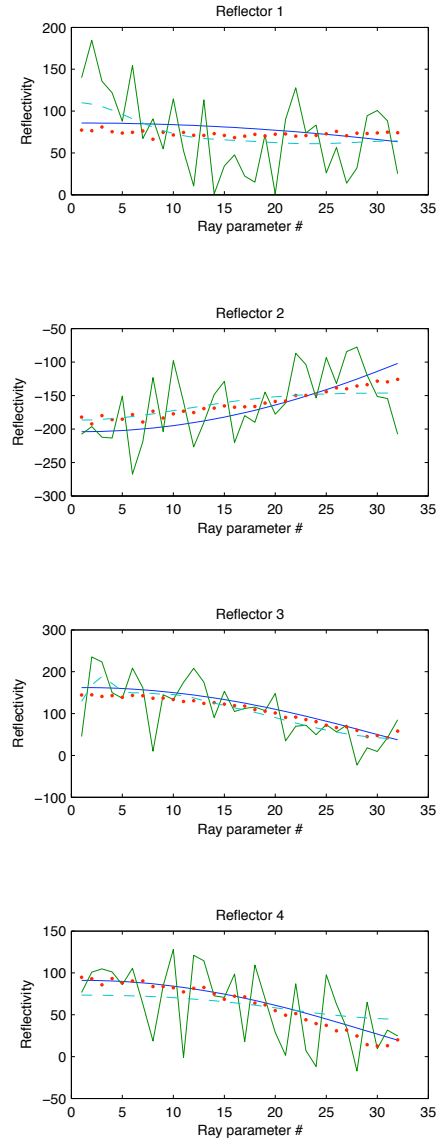 Reflector 1
200
150
100
50
0
Reflectivity
0 5 10 15 20 25 30 35
Ray parameter #
Reflector 2
−50
−100
−150
−200
−250
−300
Reflectivity
0 5 10 15 20 25 30 35
Ray parameter #
Reflector 3
300
200
100
0
−100
Reflectivity
0 5 10 15 20 25 30 35
Ray parameter #
Reflector 4
150
100
50
0
−50
Reflectivity
0 5 10 15 20 25 30 35
Ray parameter #